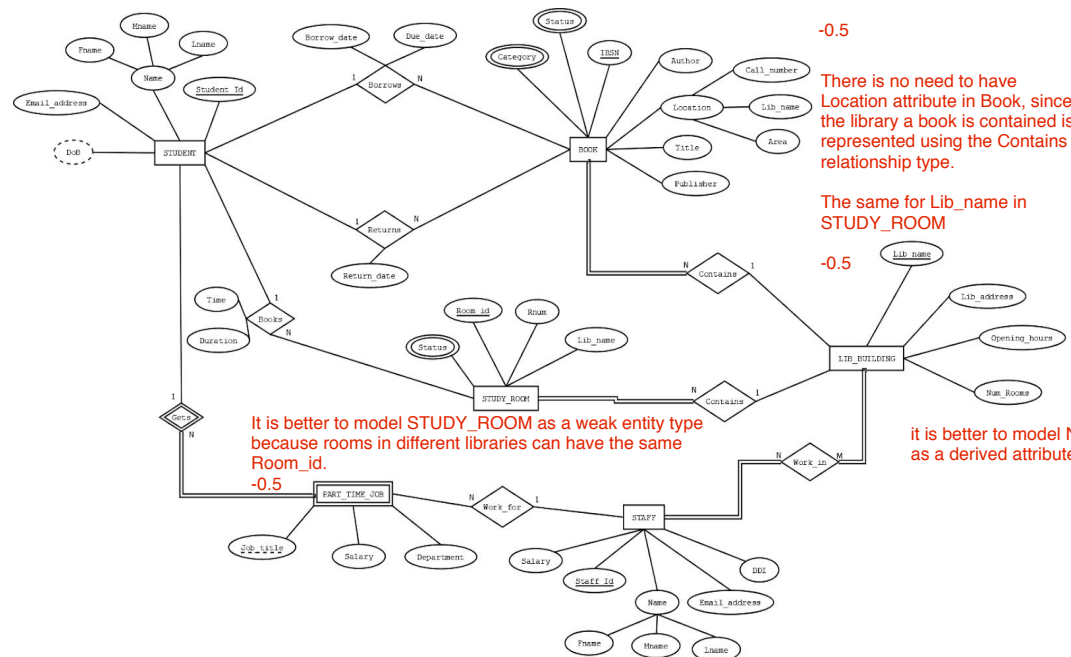 Mname
Fname
Lname
Name
Email_address
Student_Id
DoB
STUDENT
Borrow_date
Due_date
1
Borrows
N
1
Returns
N
Return_date
Status
Category
IBSN
Author
Call_number
Location
Lib_name
Area
BOOK
Title
Publisher
-0.5
There is no need to have
Location attribute in Book, since
the library a book is contained is
represented using the Contains
relationship type.
The same for Lib_name in
STUDY_ROOM
-0.5
N
Contains
1
Lib_name
Lib_address
Opening_hours
LIB_BUILDING
Num_Rooms
Time
1
Books
Duration
N
Room_id
Rnum
Status
Lib_name
STUDY_ROOM
N
Contains
1
1
Gets
N
It is better to model STUDY_ROOM as a weak entity type
because rooms in different libraries can have the same
Room_id.
-0.5
it is better to model N
as a derived attribute
N
Work_in
M
PART_TIME_JOB
N
Work_for
1
STAFF
Job_title
Salary
Department
Salary
Staff_Id
DDI
Name
Email_address
Fname
Mname
Lname